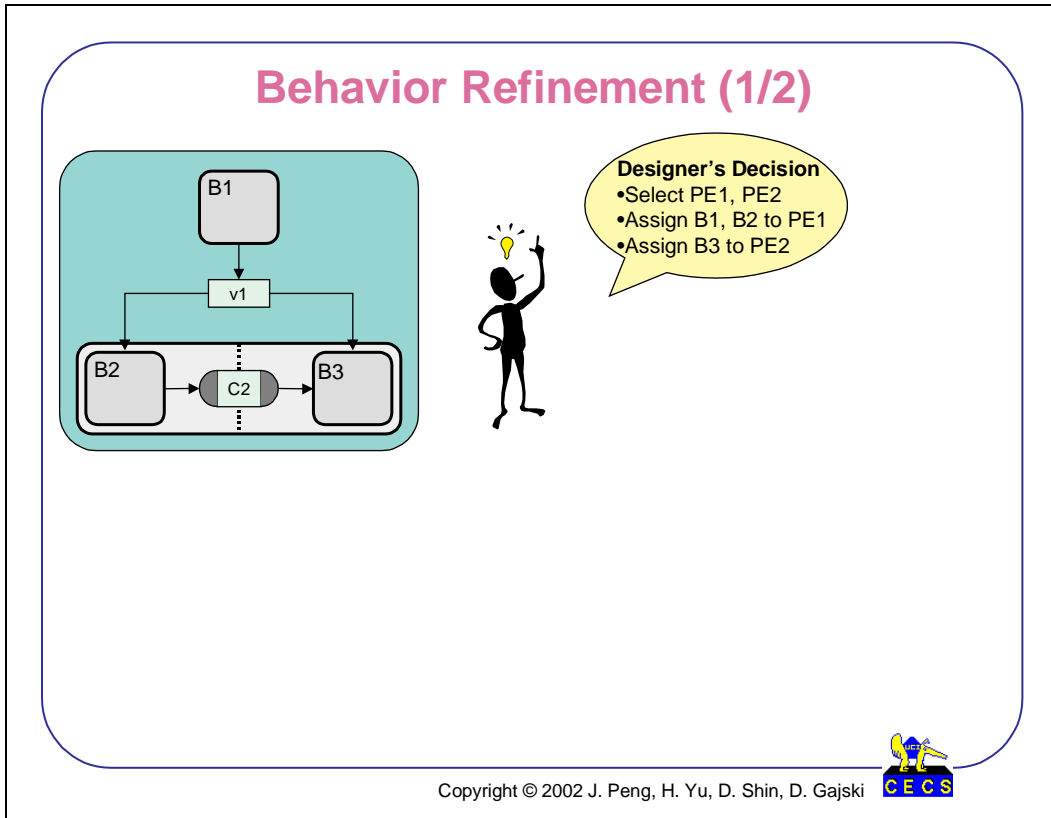 Behavior Refinement (1/2)
B1
v1
B2
C2
B3
Designer's Decision
•Select PE1, PE2
•Assign B1, B2 to PE1
•Assign B3 to PE2
Copyright © 2002 J. Peng, H. Yu, D. Shin, D. Gajski
UCI
CECS